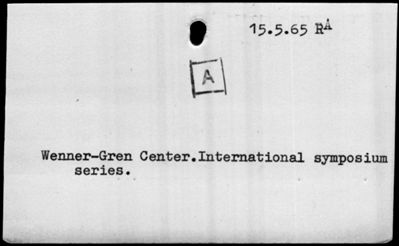 15.5.65 RÅ
A
Wenner-Gren Center.International symposium
series.